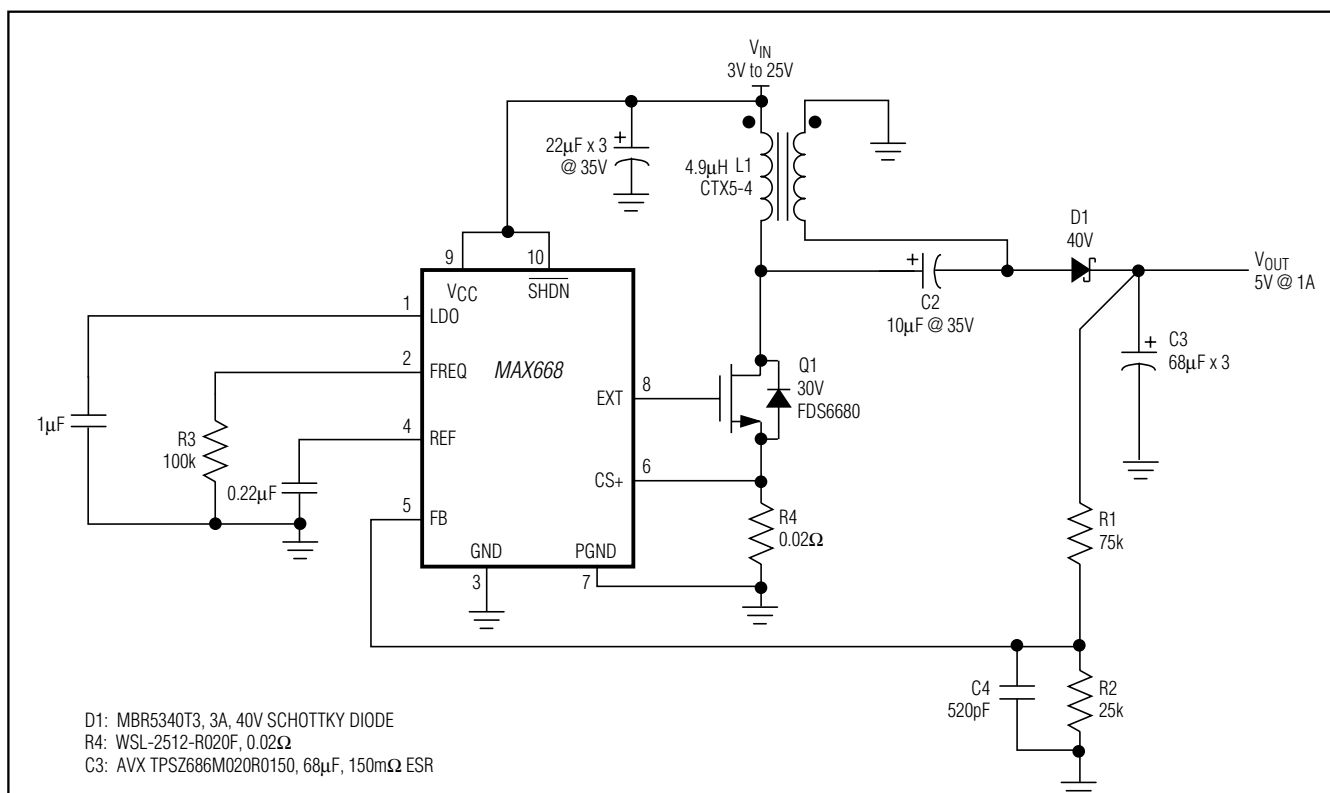 VIN
3V to 25V
22µF x 3
@ 35V
4.9µH L1
CTX5-4
D1
40V
VOUT
5V @ 1A
C2
10µF @ 35V
C3
68µF x 3
9
10
VCC
SHDN
1
LDO
2
FREQ
MAX668
8
EXT
Q1
30V
FDS6680
1µF
R3
100k
4
REF
0.22µF
6
CS+
5
FB
R4
0.02Ω
GND
PGND
3
7
R1
75k
C4
520pF
R2
25k
D1: MBR5340T3, 3A, 40V SCHOTTKY DIODE
R4: WSL-2512-R020F, 0.02Ω
C3: AVX TPSZ686M020R0150, 68µF, 150mΩ ESR